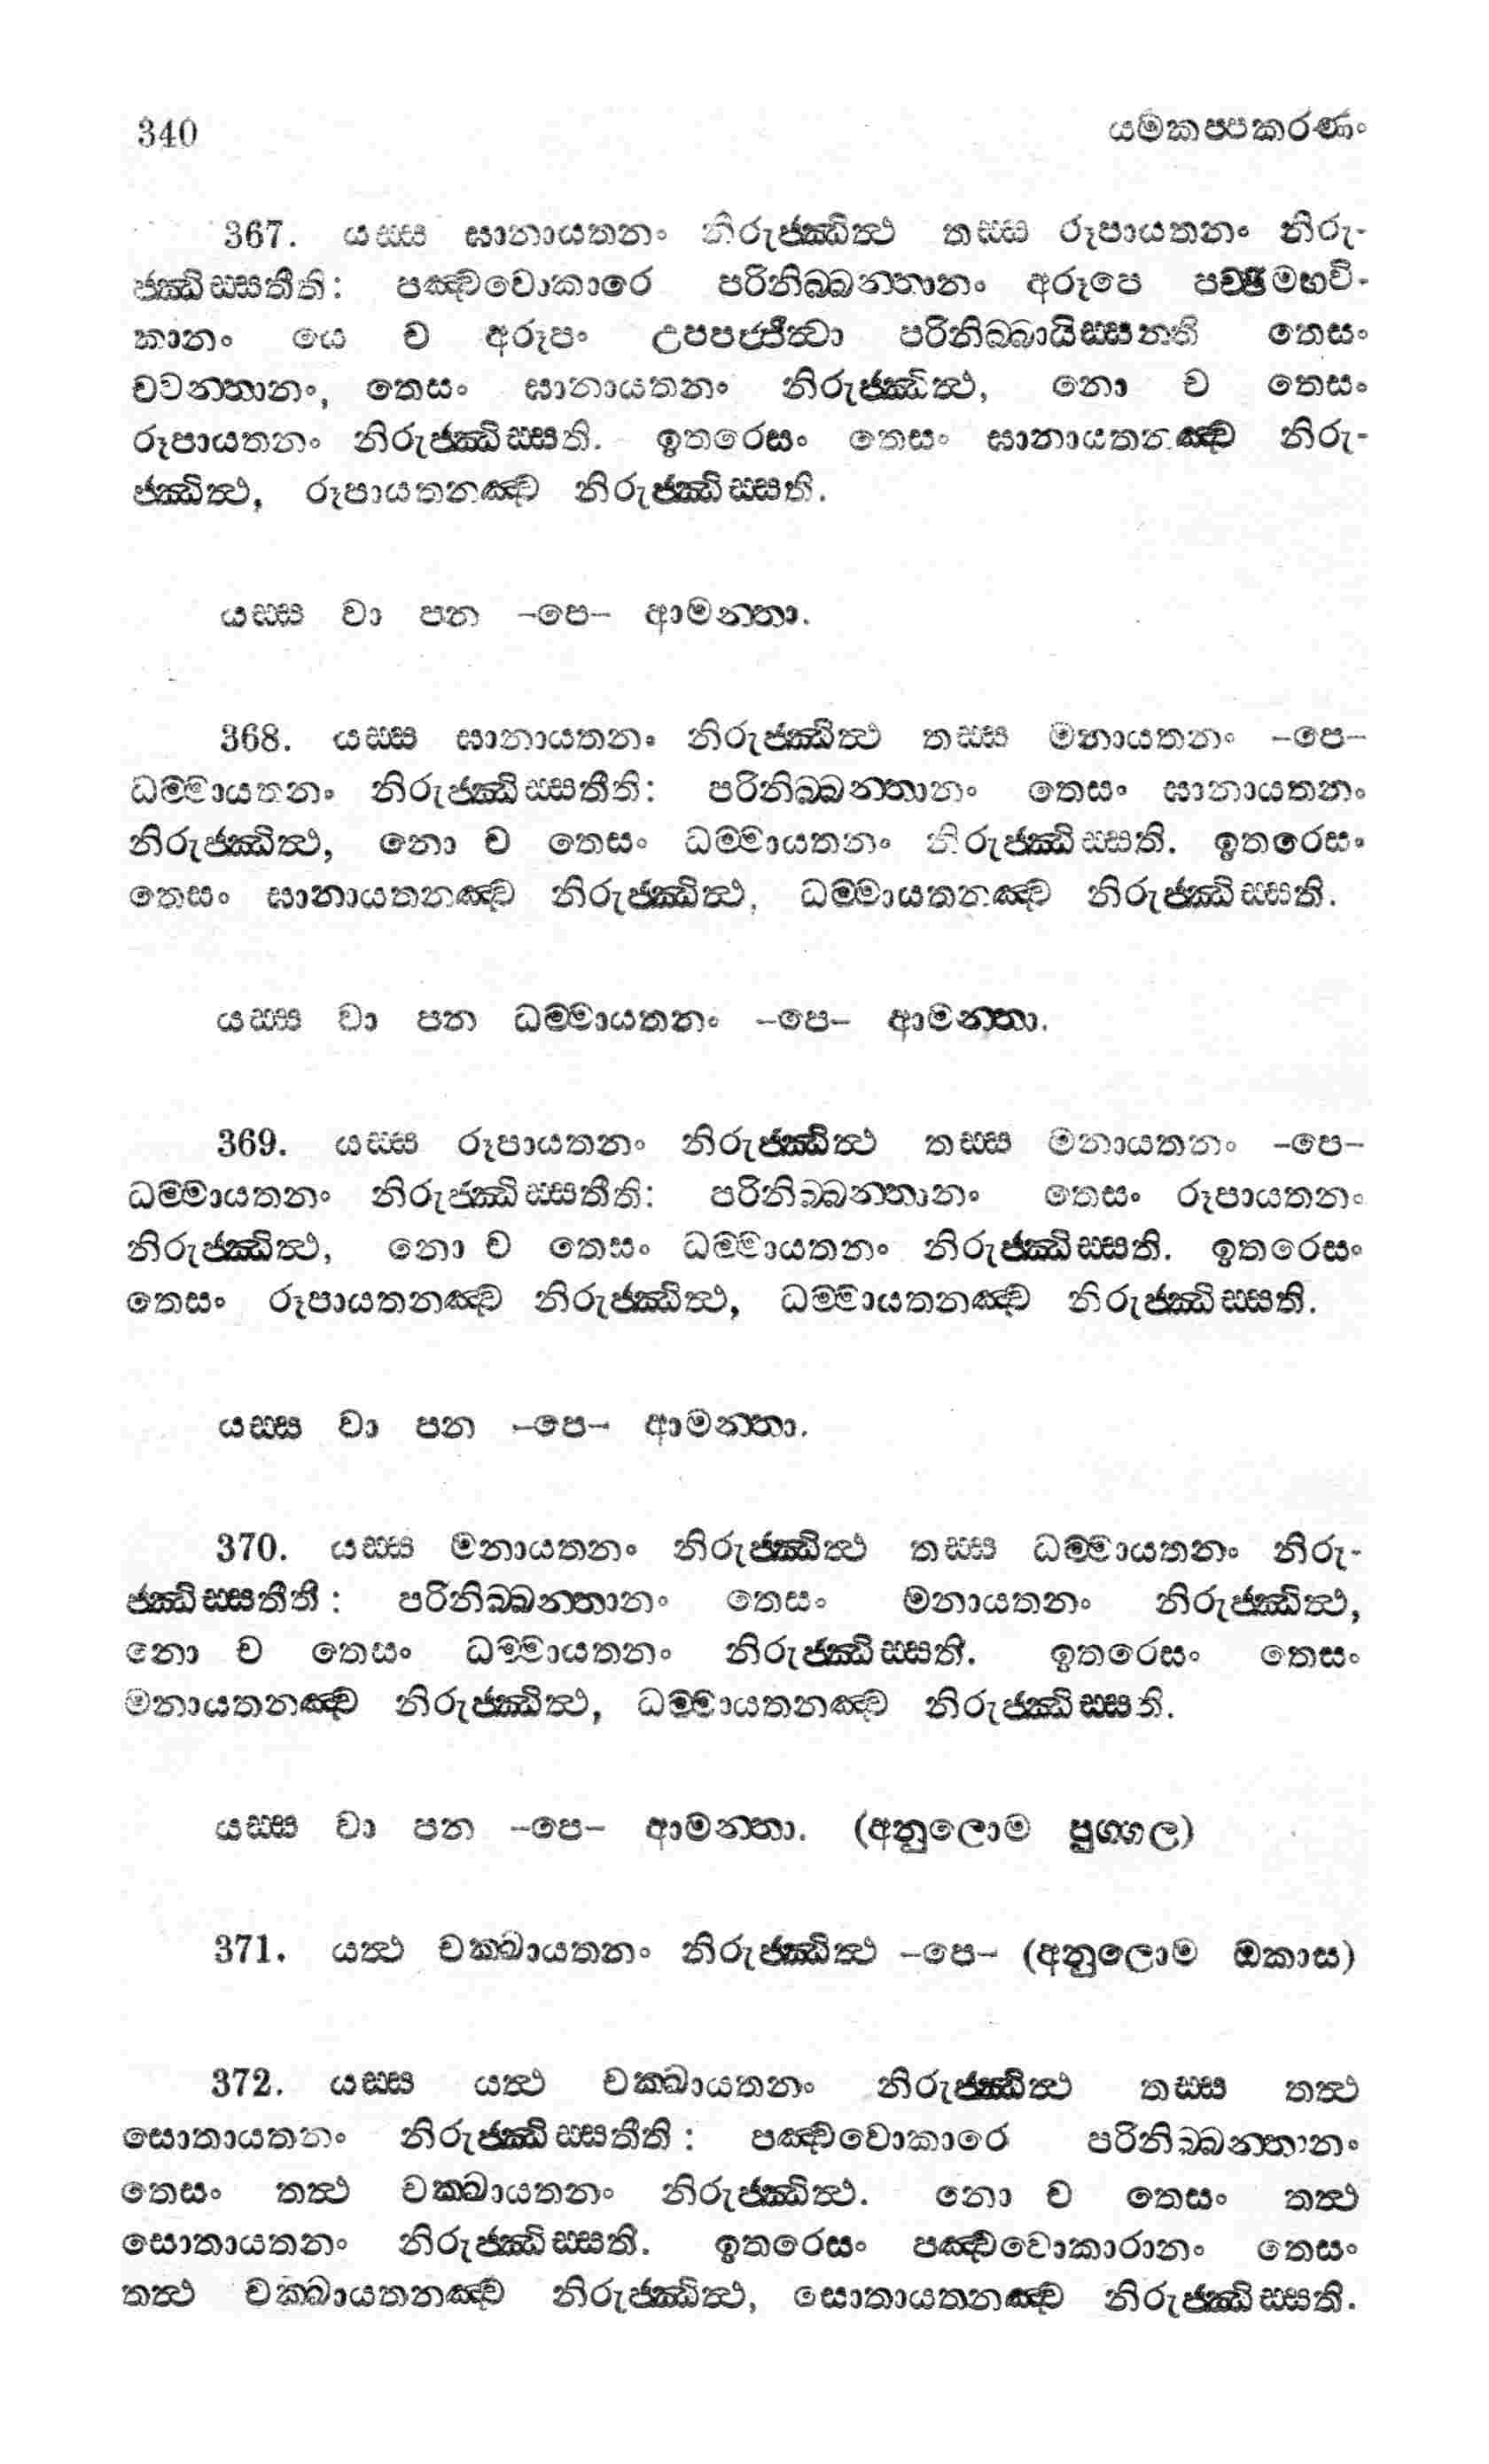 340 යමකප්පකරණං
367. යස්ස ඝානායතනං නිරුජ්ඣිත්ථ තස්ස රූපායතනං නිරු-
ජ්ඣිස්සතීති: පඤ්චවොකාරෙ පරිනිබ්බන්තානං අරූපෙ පච්ඡිමභවි-
කානං යෙ ච අරූපං උපපජ්ජිත්වා පරිනිබ්බායිස්සන්ති තෙසං
චවන්තානං, තෙසං ඝානායතනං නිරුජ්ඣිත්ථ, නො ච තෙසං
රූපායතනං නිරුජ්ඣිස්සති. ඉතරෙසං තෙසං ඝානායතනඤ්ච නිරු-
ජ්ඣිත්ථ, රූපායතනඤ්ච නිරුජ්ඣිස්සති.
යස්ස වා පන -පෙ- ආමන්තා.
368. යස්ස ඝානායතනං නිරුජ්ඣිත්ථ තස්ස මනායතනං -පෙ-
ධම්මායතනං නිරුජ්ඣිස්සතීති: පරිනිබ්බන්තානං තෙසං ඝානායතනං
නිරුජ්ඣිත්ථ, නො ච තෙසං ධම්මායතනං නිරුජ්ඣිස්සති. ඉතරෙසං
තෙසං ඝානායතනඤ්ච නිරුජ්ඣිත්ථ, ධම්මායතනඤ්ච නිරුජ්ඣිස්සති.
යස්ස වා පන ධම්මායතනං -පෙ- ආමන්තා.
369. යස්ස රූපායතනං නිරුජ්ඣිත්ථ තස්ස මනායතනං -පෙ-
ධම්මායතනං නිරුජ්ඣිස්සතීති: පරිනිබ්බන්තානං තෙසං රූපායතනං
නිරුජ්ඣිත්ථ, නො ච තෙසං ධම්මායතනං නිරුජ්ඣිස්සති. ඉතරෙසං
තෙසං රූපායතනඤ්ච නිරුජ්ඣිත්ථ, ධම්මායතනඤ්ච නිරුජ්ඣිස්සති.
යස්ස වා පන -පෙ- ආමන්තා.
370. යස්ස මනායතනං නිරුජ්ඣිත්ථ තස්ස ධම්මායතනං නිරු-
ජ්ඣිස්සතීතී: පරිනිබ්බන්තානං තෙසං මනායතනං නිරුජ්ඣිත්ථ,
නො ච තෙසං ධම්මායතනං නිරුජ්ඣිස්සති. ඉතරෙසං තෙසං
මනායතනඤ්ච නිරුජ්ඣිත්ථ, ධම්මායතනඤ්ච නිරුජ්ඣිස්සති.
යස්ස වා පන -පෙ- ආමන්තා. (අනුලොම පුග්ගල)
371. යත්ථ චක්ඛායතනං නිරුජ්ඣිත්ථ -පෙ- (අනුලොම ඔකාස)
372. යස්ස යත්ථ චක්ඛායතනං නිරුජ්ඣිත්ථ තස්ස තත්ථ
සොතායතනං නිරුජ්ඣිස්සතීති: පඤ්චවොකාරෙ පරිනිබ්බන්තානං
තෙසං තත්ථ චක්ඛායතනං නිරුජ්ඣිත්ථ. නො ච තෙසං තත්ථ
සොතායතනං නිරුජ්ඣිස්සති. ඉතරෙසං පඤ්චවොකාරානං තෙසං
තත්ථ චක්ඛායතනඤ්ච නිරුජ්ඣිත්ථ, සොතායතනඤ්ච නිරුජ්ඣිස්සති.